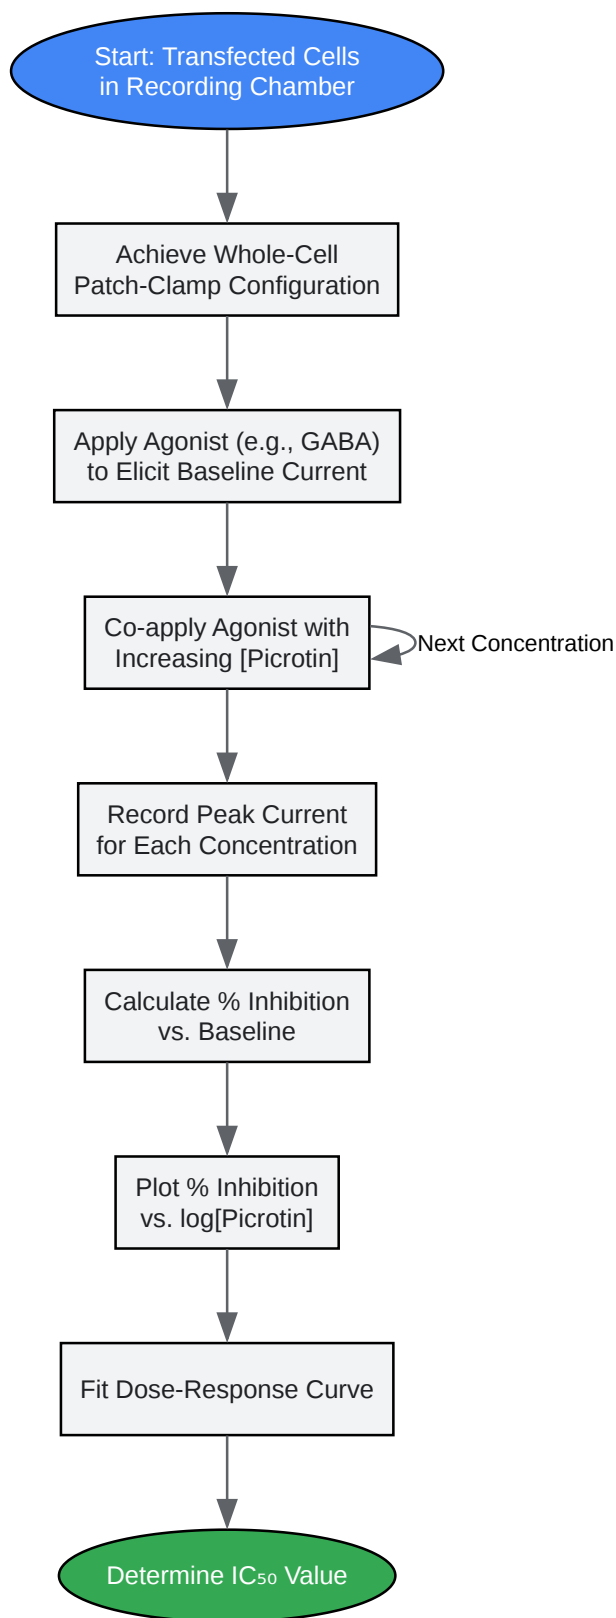 Start: Transfected Cells
in Recording Chamber
Achieve Whole-Cell
Patch-Clamp Configuration
Apply Agonist (e.g., GABA)
to Elicit Baseline Current
Co-apply Agonist with
Increasing [Picrotin]
Next Concentration
Record Peak Current
for Each Concentration
Calculate % Inhibition
vs. Baseline
Plot % Inhibition
vs. log[Picrotin]
Fit Dose-Response Curve
Determine IC₅₀ Value